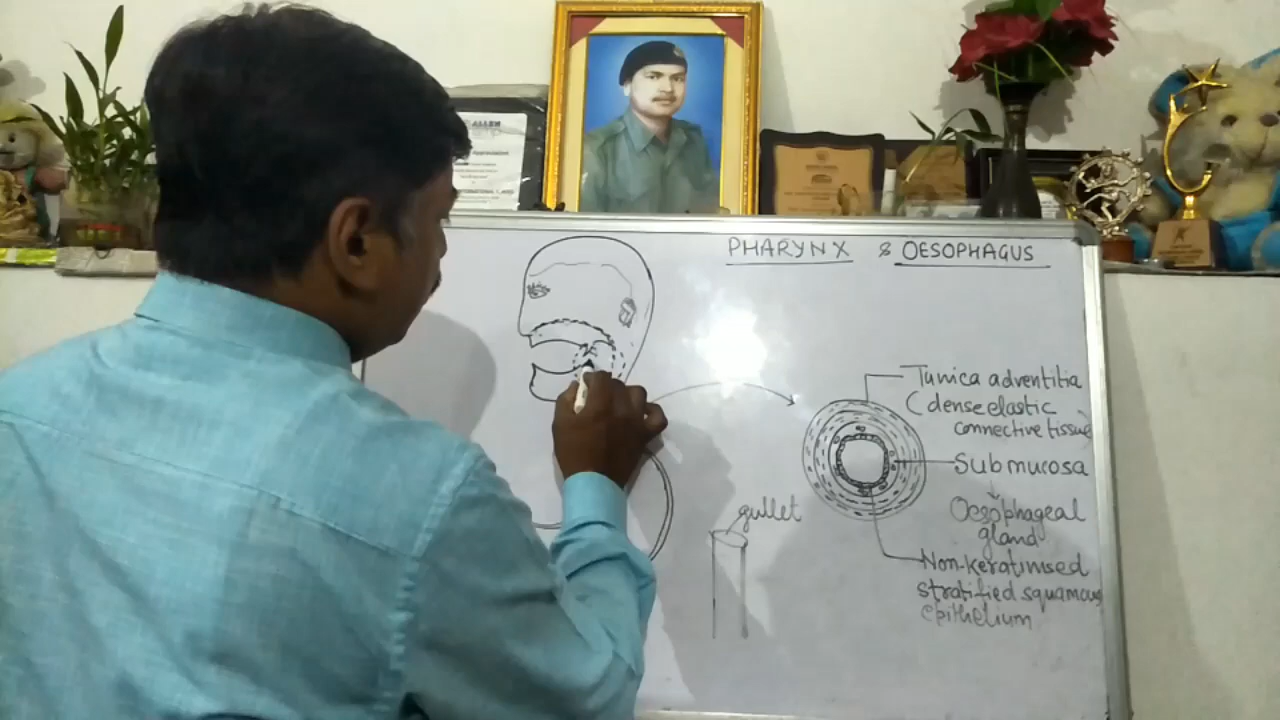 PHARYNX & OESOPHAGUS
Tunica adventitia
(dense elastic
connective tissue)
Submucosa
Oesophageal
gland
Non-keratinised
stratified squamous
epithelium
gullet